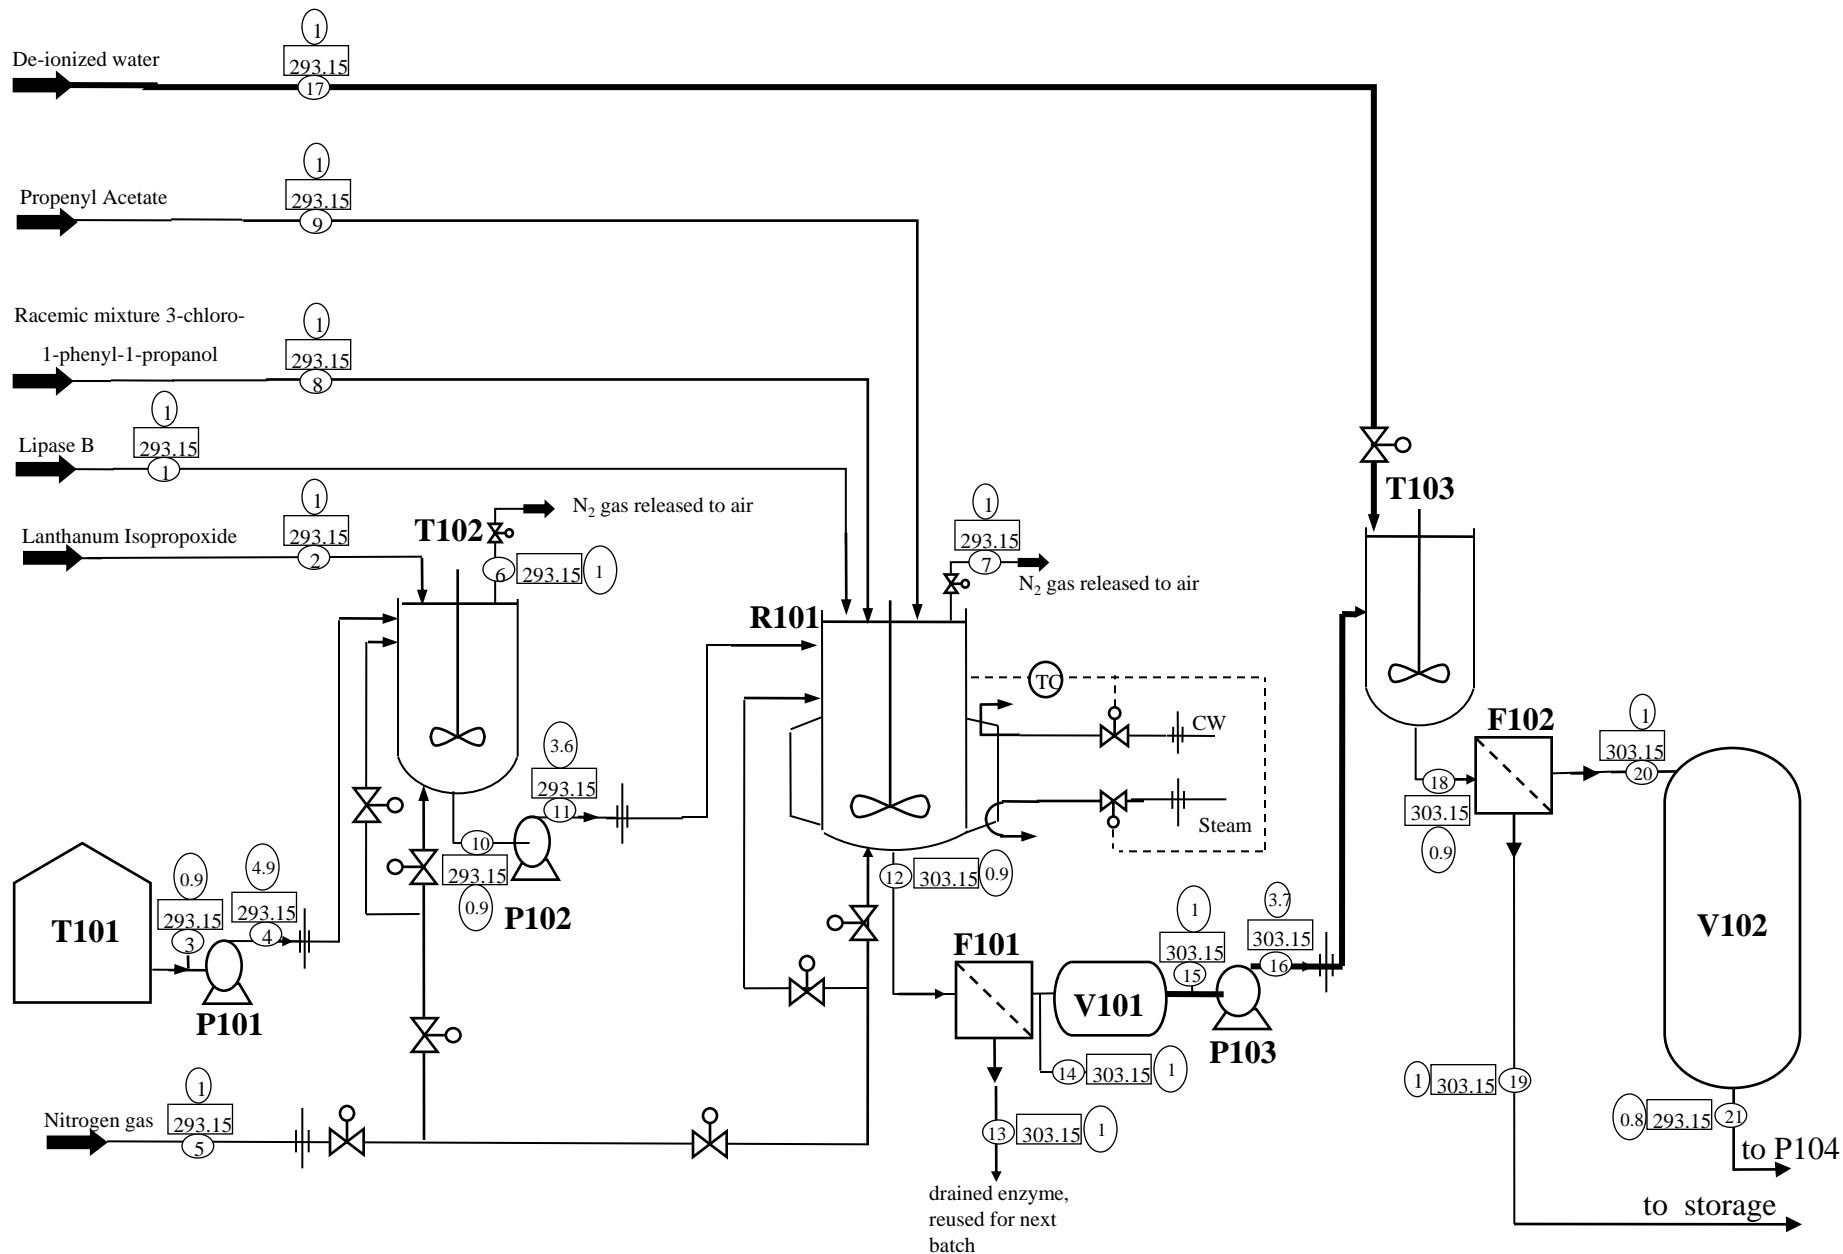 1
De-ionized water
293.15
17
1
Propenyl Acetate
293.15
9
Racemic mixture 3-chloro-
1
1-phenyl-1-propanol
293.15
8
1
Lipase B
293.15
1
1
Lanthanum Isopropoxide
293.15
2
T102
N2 gas released to air
6
293.15
1
1
293.15
7
N2 gas released to air
R101
T103
TC
CW
Steam
3.6
293.15
11
10
293.15
0.9
P102
T101
0.9
293.15
3
4.9
293.15
4
P101
12
303.15
0.9
F101
V101
1
303.15
15
3.7
303.15
16
P103
14
303.15
1
13
303.15
1
drained enzyme,
reused for next
batch
1
293.15
Nitrogen gas
5
F102
18
303.15
0.9
1
303.15
20
V102
1
303.15
19
0.8
293.15
21
to P104
to storage